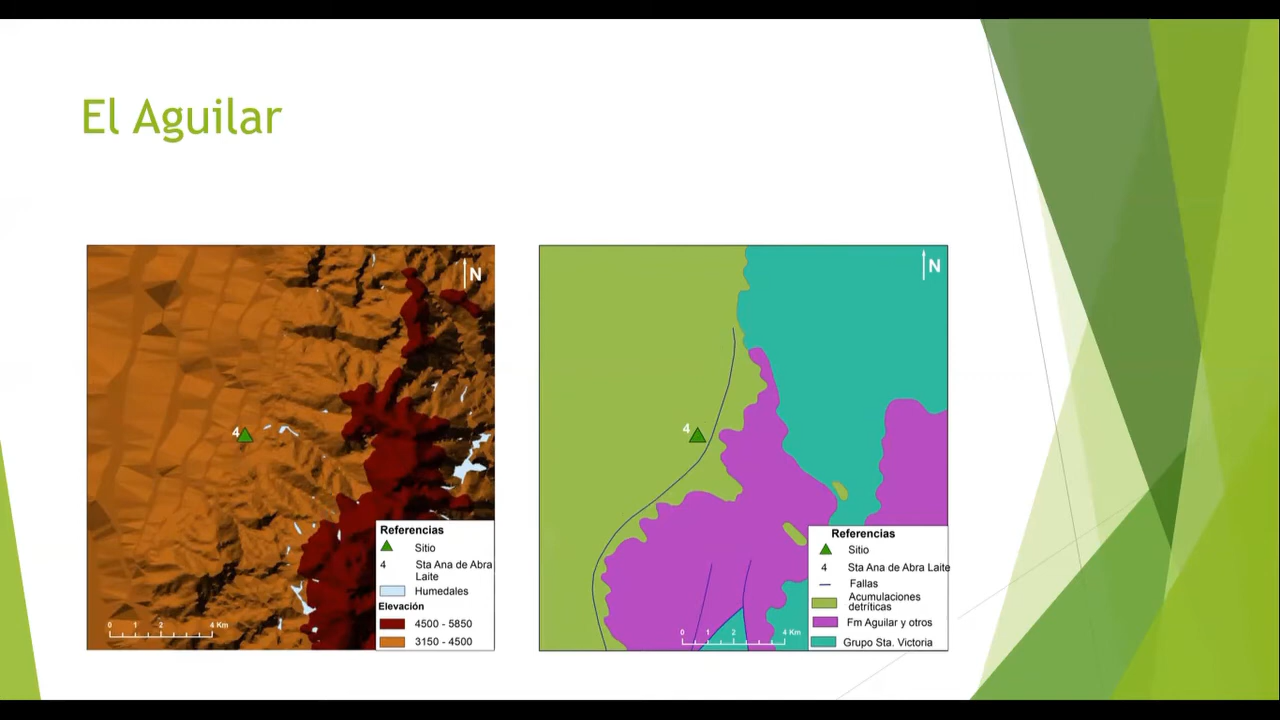 El Aguilar
N
4
Referencias
Sitio
4 Sta Ana de Abra
Laite
Humedales
Elevación
4500 - 5850
3150 - 4500
0 1 2 4 Km
N
4
Referencias
Sitio
4 Sta Ana de Abra Laite
Fallas
Acumulaciones
detríticas
Fm Aguilar y otros
Grupo Sta. Victoria
0 1 2 4 Km